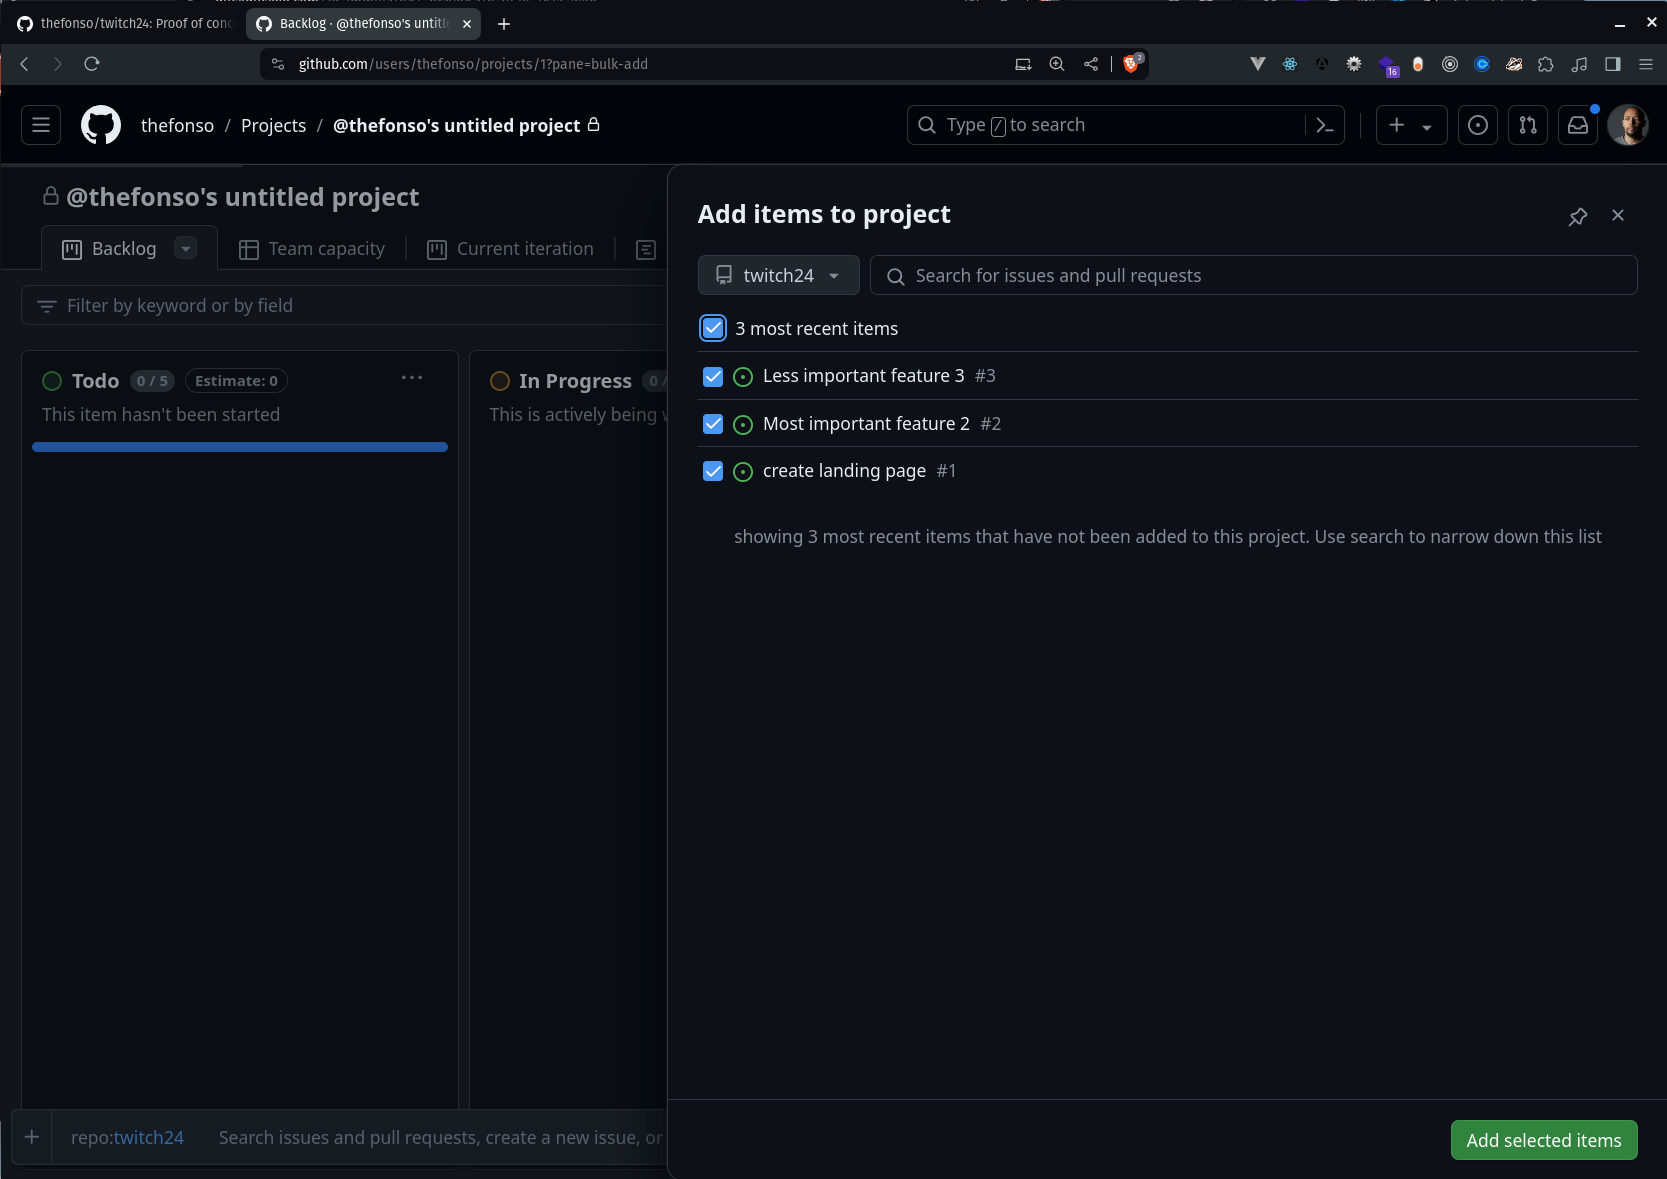 thefonso/twitch24: Proof of conc
Backlog · @thefonso's untitle
github.com/users/thefonso/projects/1?pane=bulk-add
2
16
thefonso / Projects / @thefonso's untitled project
Type / to search
@thefonso's untitled project
Backlog
Team capacity
Current iteration
Filter by keyword or by field
Todo 0 / 5 Estimate: 0
This item hasn't been started
In Progress 0 /
This is actively being w
Add items to project
twitch24
Search for issues and pull requests
3 most recent items
Less important feature 3 #3
Most important feature 2 #2
create landing page #1
showing 3 most recent items that have not been added to this project. Use search to narrow down this list
repo:twitch24 Search issues and pull requests, create a new issue, or
Add selected items